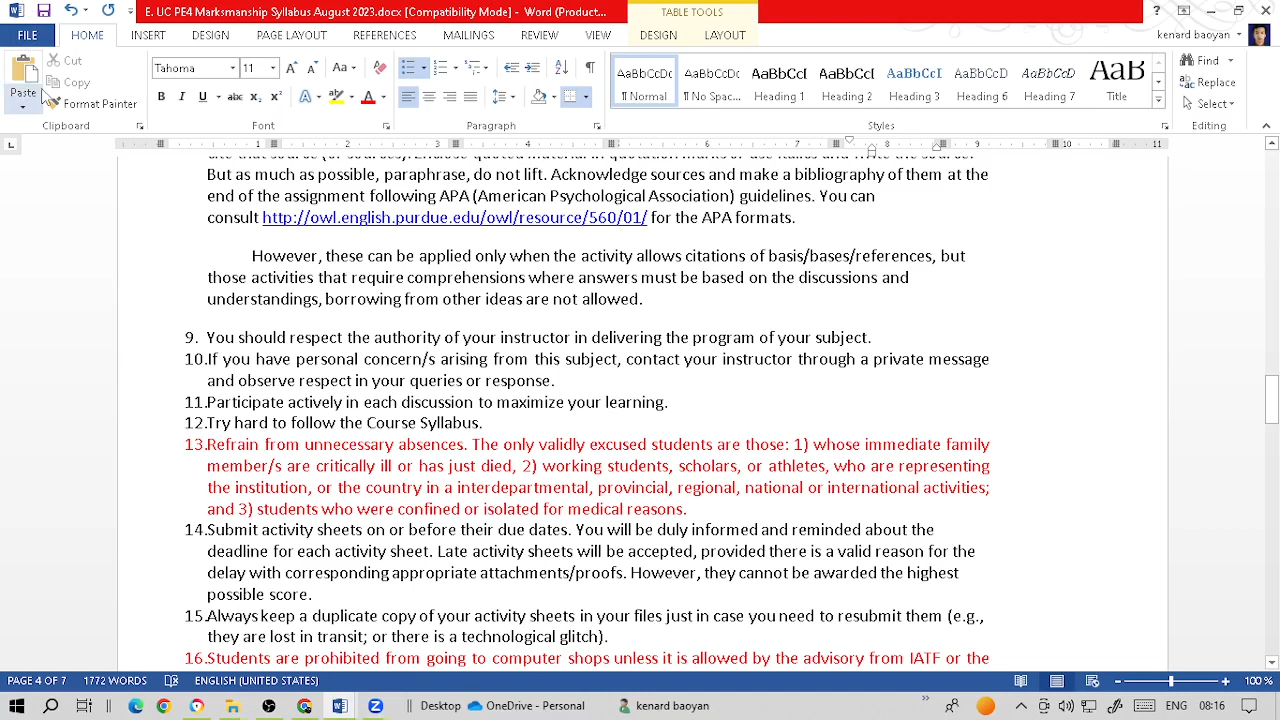 E. UC PE4 Marksmanship Syllabus August 2023.docx [Compatibility Mode] - Word (Product...
TABLE TOOLS
FILE HOME INSERT DESIGN PAGE LAYOUT REFERENCES MAILINGS REVIEW VIEW DESIGN LAYOUT kenard baoyan
Paste
Cut
Copy
Format Painter
Clipboard
Tahoma 11
Font
Paragraph
AaBbCcDc AaBbCcDc AaBbCcI AaBbCcI AaBbCcI AaBbCcD AaBbCcD AaB
¶ Normal ¶ No Spac... Heading 1 Heading 2 Heading 3 Heading 6 Heading 7 Title
Styles
Find
Replace
Select
Editing
1 2 3 4 5 6 7 8 9 10 11
But as much as possible, paraphrase, do not lift. Acknowledge sources and make a bibliography of them at the
end of the assignment following APA (American Psychological Association) guidelines. You can
consult http://owl.english.purdue.edu/owl/resource/560/01/ for the APA formats.
However, these can be applied only when the activity allows citations of basis/bases/references, but
those activities that require comprehensions where answers must be based on the discussions and
understandings, borrowing from other ideas are not allowed.
9. You should respect the authority of your instructor in delivering the program of your subject.
10.If you have personal concern/s arising from this subject, contact your instructor through a private message
and observe respect in your queries or response.
11.Participate actively in each discussion to maximize your learning.
12.Try hard to follow the Course Syllabus.
13.Refrain from unnecessary absences. The only validly excused students are those: 1) whose immediate family
member/s are critically ill or has just died, 2) working students, scholars, or athletes, who are representing
the institution, or the country in a interdepartmental, provincial, regional, national or international activities;
and 3) students who were confined or isolated for medical reasons.
14.Submit activity sheets on or before their due dates. You will be duly informed and reminded about the
deadline for each activity sheet. Late activity sheets will be accepted, provided there is a valid reason for the
delay with corresponding appropriate attachments/proofs. However, they cannot be awarded the highest
possible score.
15.Always keep a duplicate copy of your activity sheets in your files just in case you need to resubmit them (e.g.,
they are lost in transit; or there is a technological glitch).
16.Students are prohibited from going to computer shops unless it is allowed by the advisory from IATF or the
PAGE 4 OF 7 1772 WORDS ENGLISH (UNITED STATES) 100 %
Desktop OneDrive - Personal kenard baoyan ENG 08:16